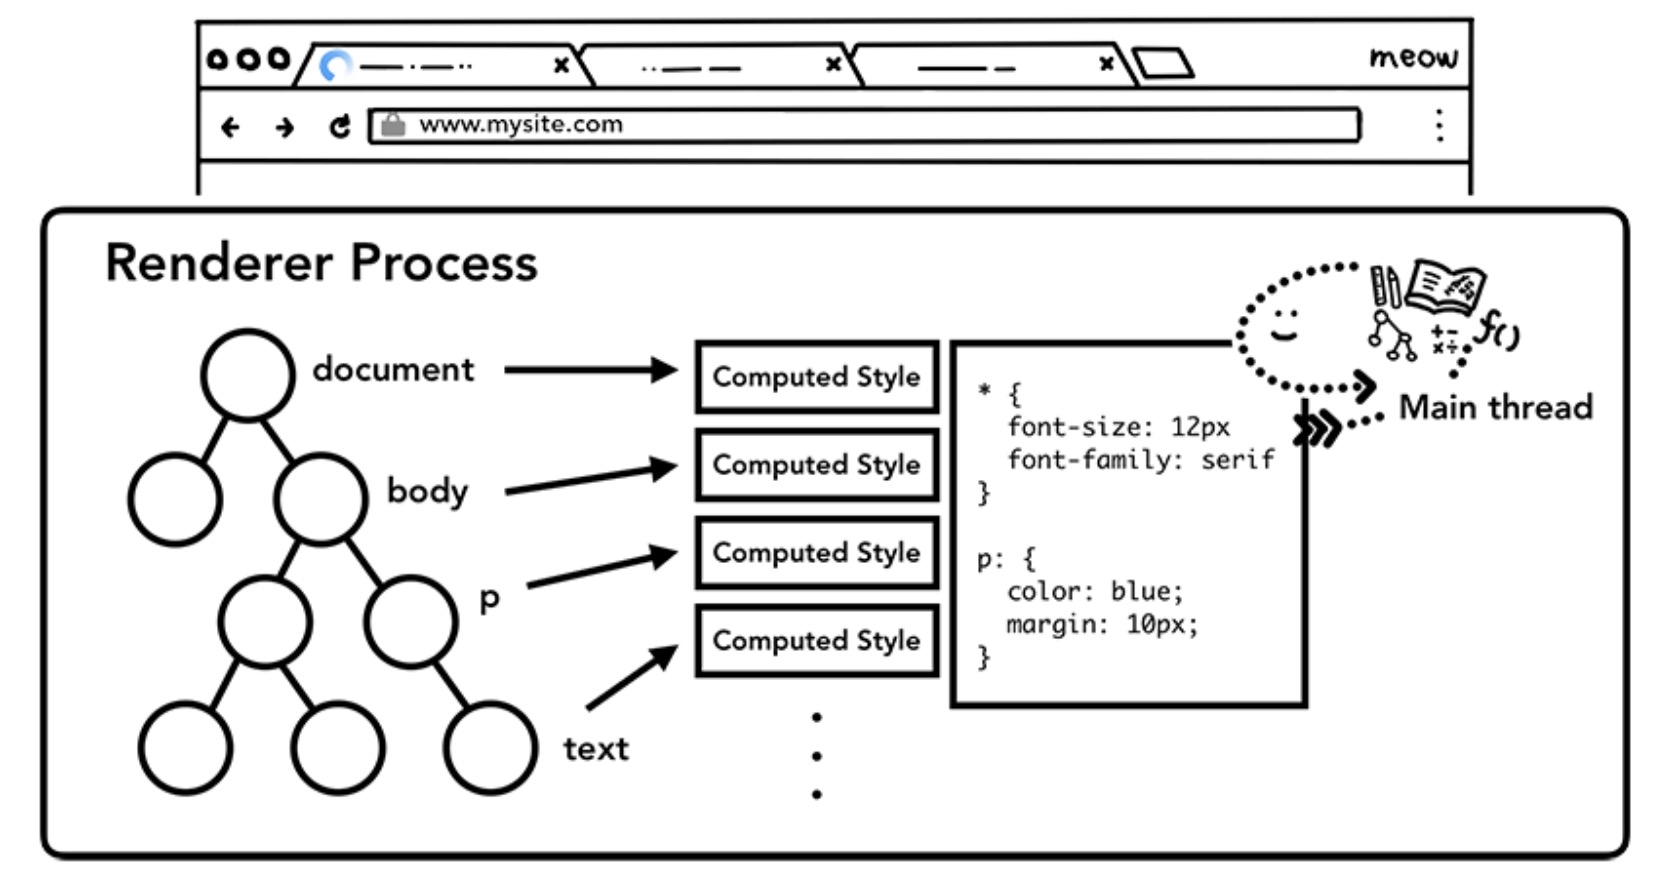 meow
www.mysite.com
Renderer Process
document
body
p
text
Computed Style
Computed Style
Computed Style
Computed Style
* {
font-size: 12px
font-family: serif
}
p: {
color: blue;
margin: 10px;
}
+-
×÷
f()
Main thread